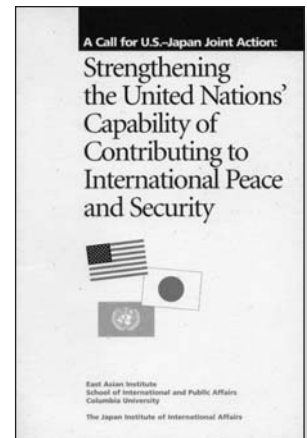 A Call for U.S.–Japan Joint Action:
Strengthening
the United Nations'
Capability of
Contributing to
International Peace
and Security
East Asian Institute
School of International and Public Affairs
Columbia University
The Japan Institute of International Affairs